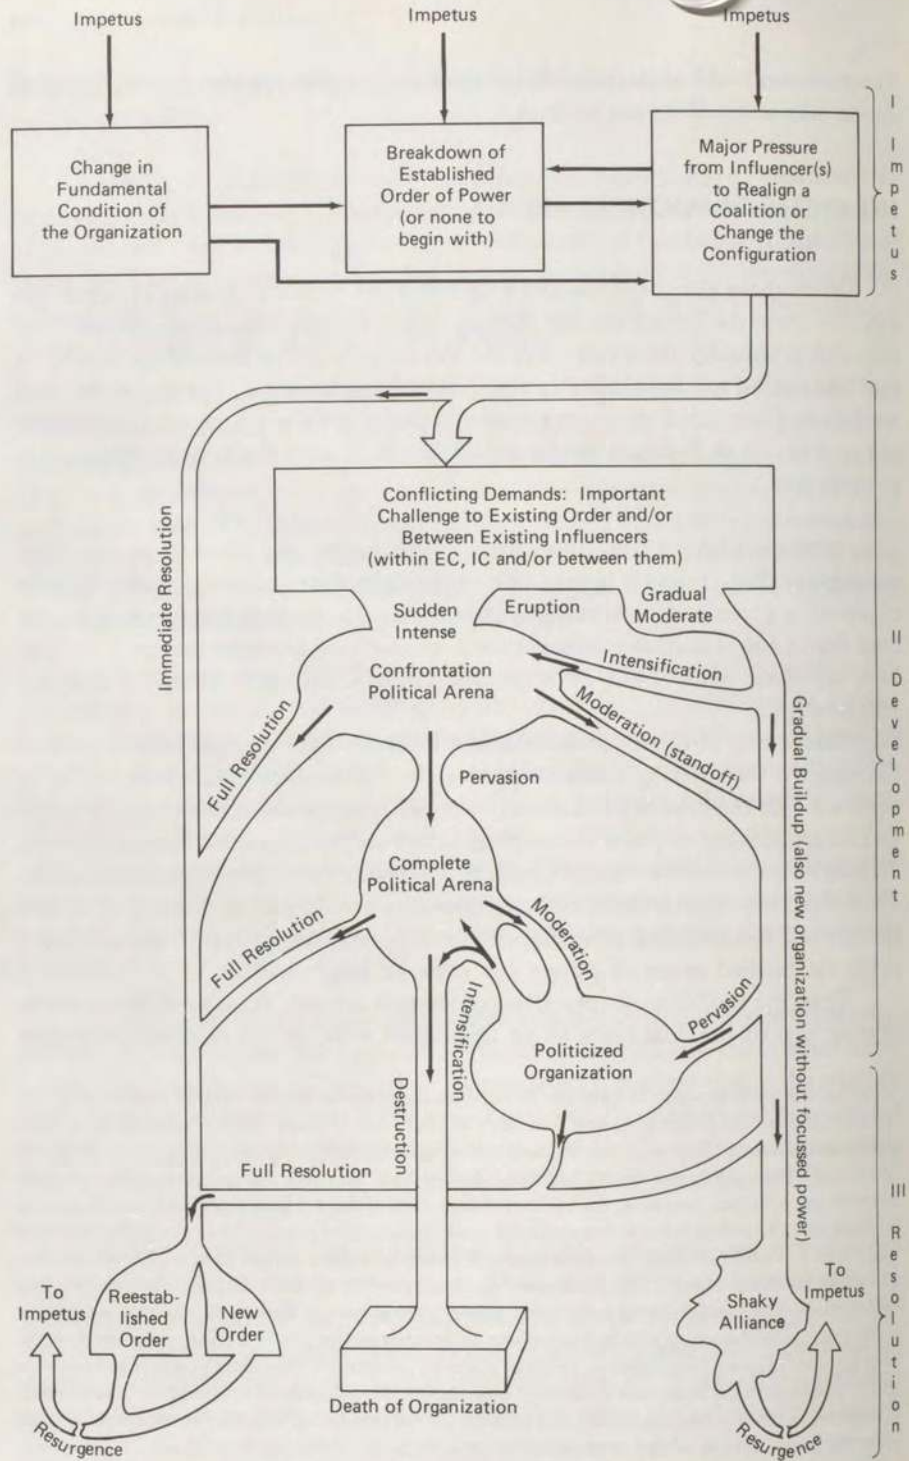 Impetus
Impetus
Impetus
Change in
Fundamental
Condition of
the Organization
Breakdown of
Established
Order of Power
(or none to
begin with)
Major Pressure
from Influencer(s)
to Realign a
Coalition or
Change the
Configuration
I Impetus
Immediate Resolution
Conflicting Demands: Important
Challenge to Existing Order and/or
Between Existing Influencers
(within EC, IC and/or between them)
Sudden
Intense
Eruption
Gradual
Moderate
Confrontation
Political Arena
Intensification
Moderation (standoff)
Full Resolution
Pervasion
Gradual Buildup (also new organization without focussed power)
II Development
Complete
Political Arena
Full Resolution
Moderation
Intensification
Pervasion
Politicized
Organization
Destruction
Full Resolution
III Resolution
To
Impetus
Reestab-
lished
Order
New
Order
Resurgence
Death of Organization
Shaky
Alliance
To
Impetus
Resurgence